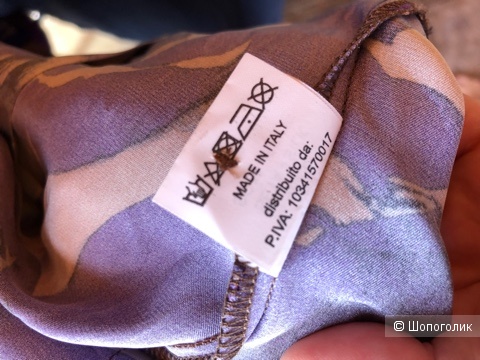 MADE IN ITALY
distribuito da:
P.IVA: 10341570017
© Шопоголик